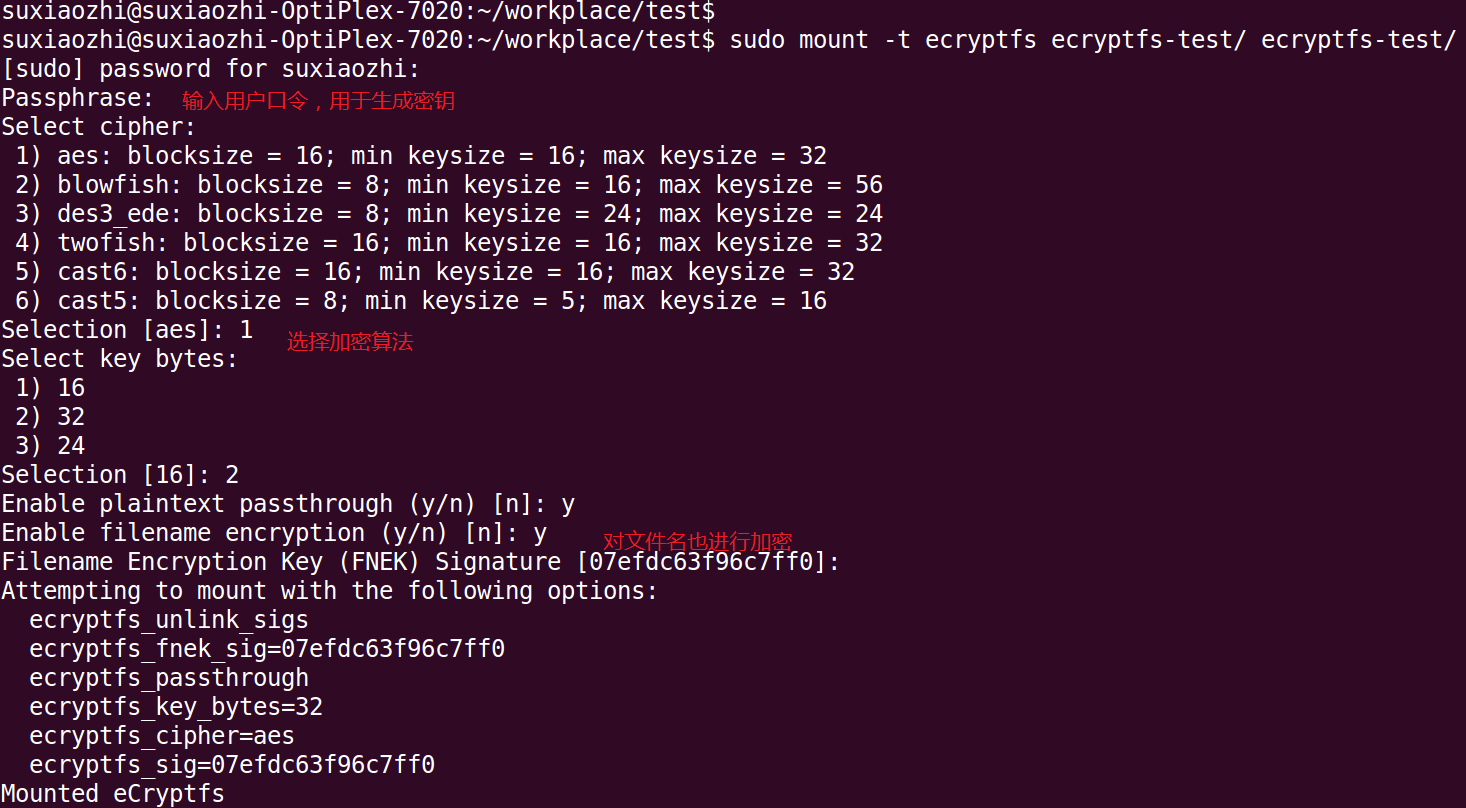 suxiaozhi@suxiaozhi-OptiPlex-7020:~/workplace/test$
suxiaozhi@suxiaozhi-OptiPlex-7020:~/workplace/test$ sudo mount -t ecryptfs ecryptfs-test/ ecryptfs-test/
[sudo] password for suxiaozhi:
Passphrase: 输入用户口令，用于生成密钥
Select cipher:
1) aes: blocksize = 16; min keysize = 16; max keysize = 32
2) blowfish: blocksize = 8; min keysize = 16; max keysize = 56
3) des3_ede: blocksize = 8; min keysize = 24; max keysize = 24
4) twofish: blocksize = 16; min keysize = 16; max keysize = 32
5) cast6: blocksize = 16; min keysize = 16; max keysize = 32
6) cast5: blocksize = 8; min keysize = 5; max keysize = 16
Selection [aes]: 1
选择加密算法
Select key bytes:
1) 16
2) 32
3) 24
Selection [16]: 2
Enable plaintext passthrough (y/n) [n]: y
Enable filename encryption (y/n) [n]: y
对文件名也进行加密
Filename Encryption Key (FNEK) Signature [07efdc63f96c7ff0]:
Attempting to mount with the following options:
ecryptfs_unlink_sigs
ecryptfs_fnek_sig=07efdc63f96c7ff0
ecryptfs_passthrough
ecryptfs_key_bytes=32
ecryptfs_cipher=aes
ecryptfs_sig=07efdc63f96c7ff0
Mounted eCryptfs